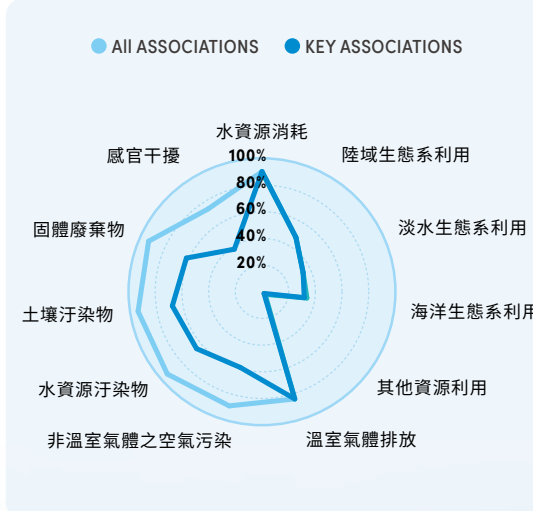 All ASSOCIATIONS
KEY ASSOCIATIONS
水資源消耗
感官干擾
陸域生態系利用
100%
80%
60%
40%
20%
固體廢棄物
淡水生態系利用
土壤汙染物
海洋生態系利用
水資源汙染物
其他資源利用
非溫室氣體之空氣污染
溫室氣體排放